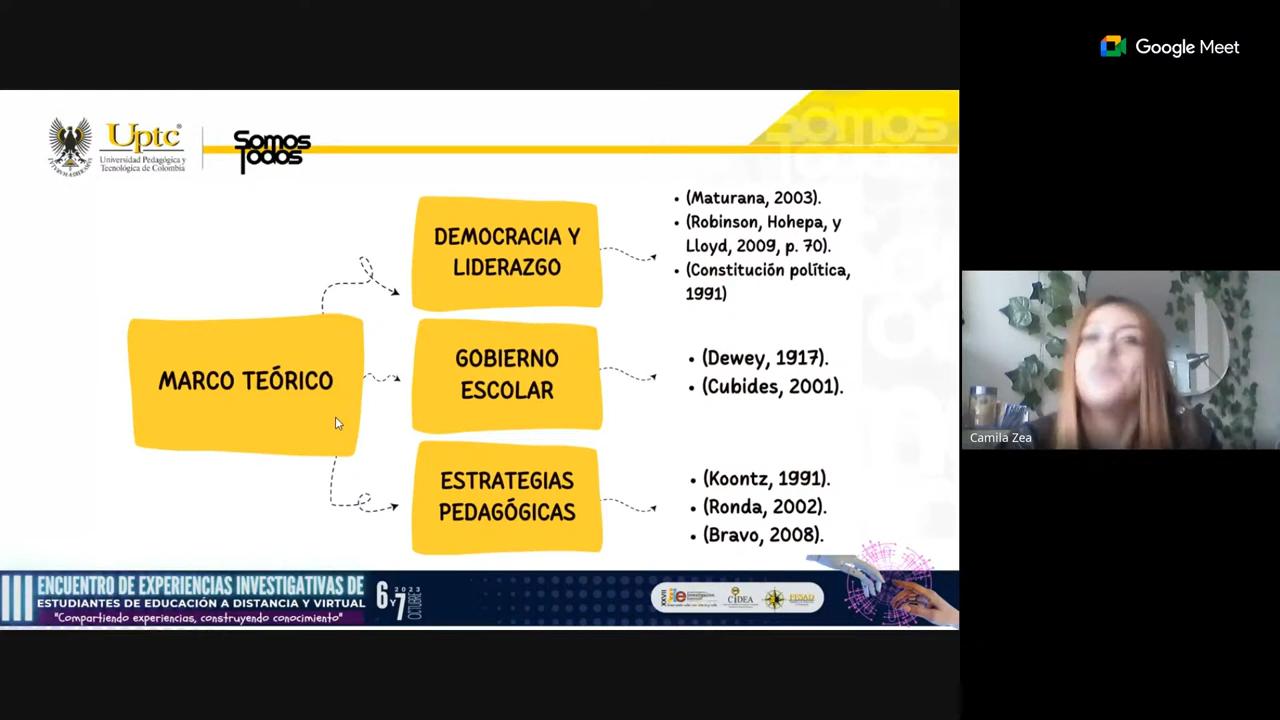 Google Meet
Uptc
Universidad Pedagógica y
Tecnológica de Colombia
Somos
Todos
MARCO TEÓRICO
DEMOCRACIA Y
LIDERAZGO
• (Maturana, 2003).
• (Robinson, Hohepa, y
Lloyd, 2009, p. 70).
• (Constitución política,
1991)
GOBIERNO
ESCOLAR
• (Dewey, 1917).
• (Cubides, 2001).
ESTRATEGIAS
PEDAGÓGICAS
• (Koontz, 1991).
• (Ronda, 2002).
• (Bravo, 2008).
Camila Zea
III ENCUENTRO DE EXPERIENCIAS INVESTIGATIVAS DE
ESTUDIANTES DE EDUCACIÓN A DISTANCIA Y VIRTUAL
"Compartiendo experiencias, construyendo conocimiento"
6 Y 7 2023
OCTUBRE
CIDEA
FESAD